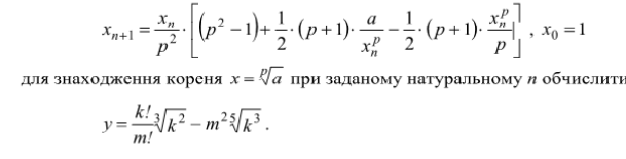 x_{n+1} = \frac{x_n}{p^2} \cdot \left[ (p^2 - 1) + \frac{1}{2} \cdot (p+1) \cdot \frac{a}{x_n^p} - \frac{1}{2} \cdot (p+1) \cdot \frac{x_n^p}{p} \right] , x_0 = 1
для знаходження кореня x = \sqrt[p]{a} при заданому натуральному n обчислити
y = \frac{k!}{m!} \sqrt[3]{k^2} - m^2 \sqrt[5]{k^3} .